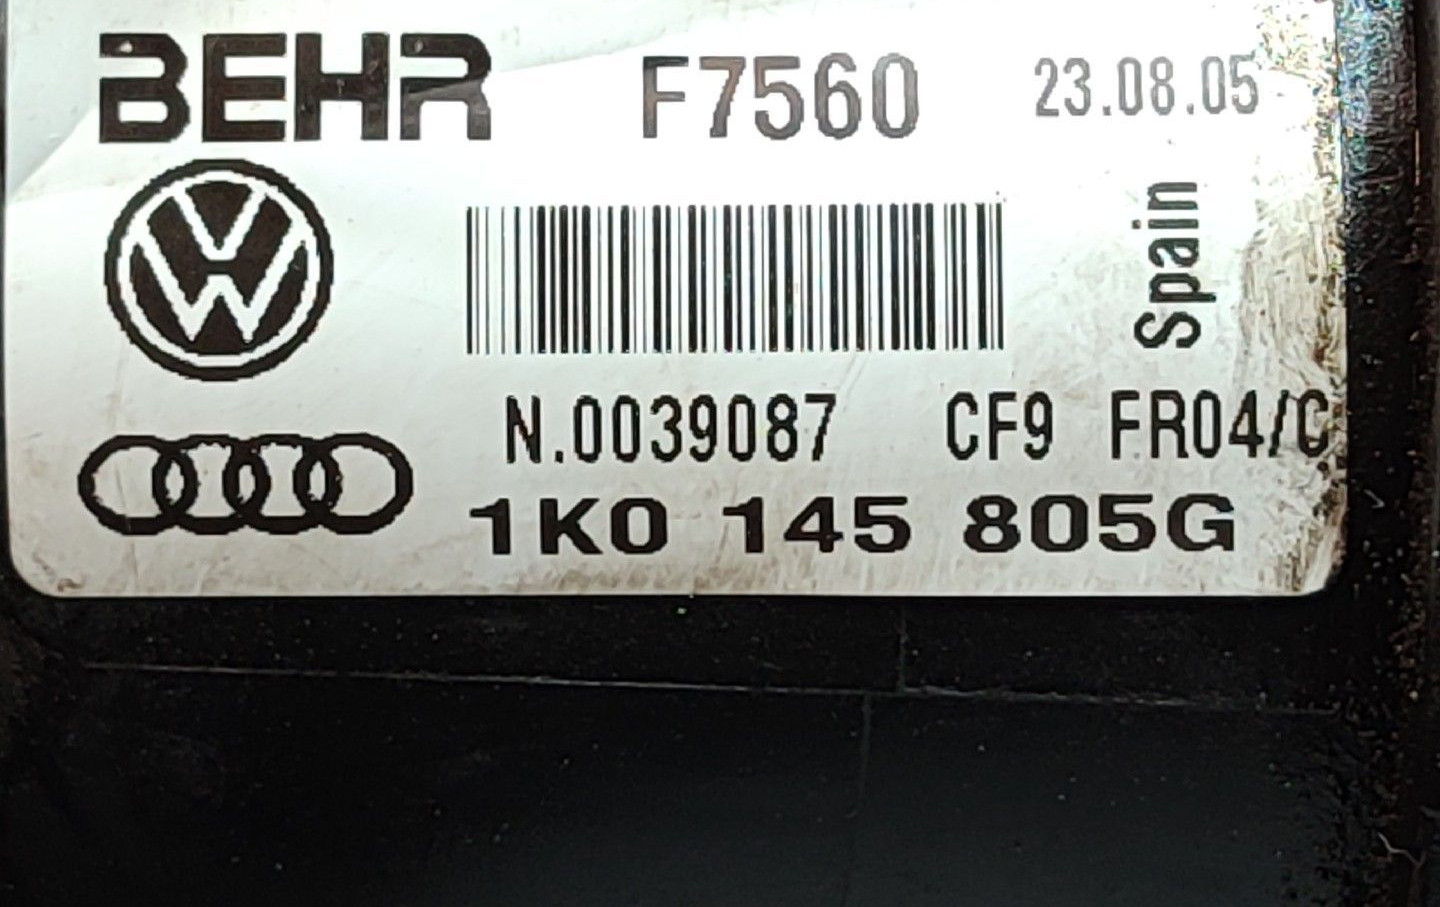 BEHR F7560 23.08.05
Spain
N.0039087 CF9 FR04/C
1K0 145 805G